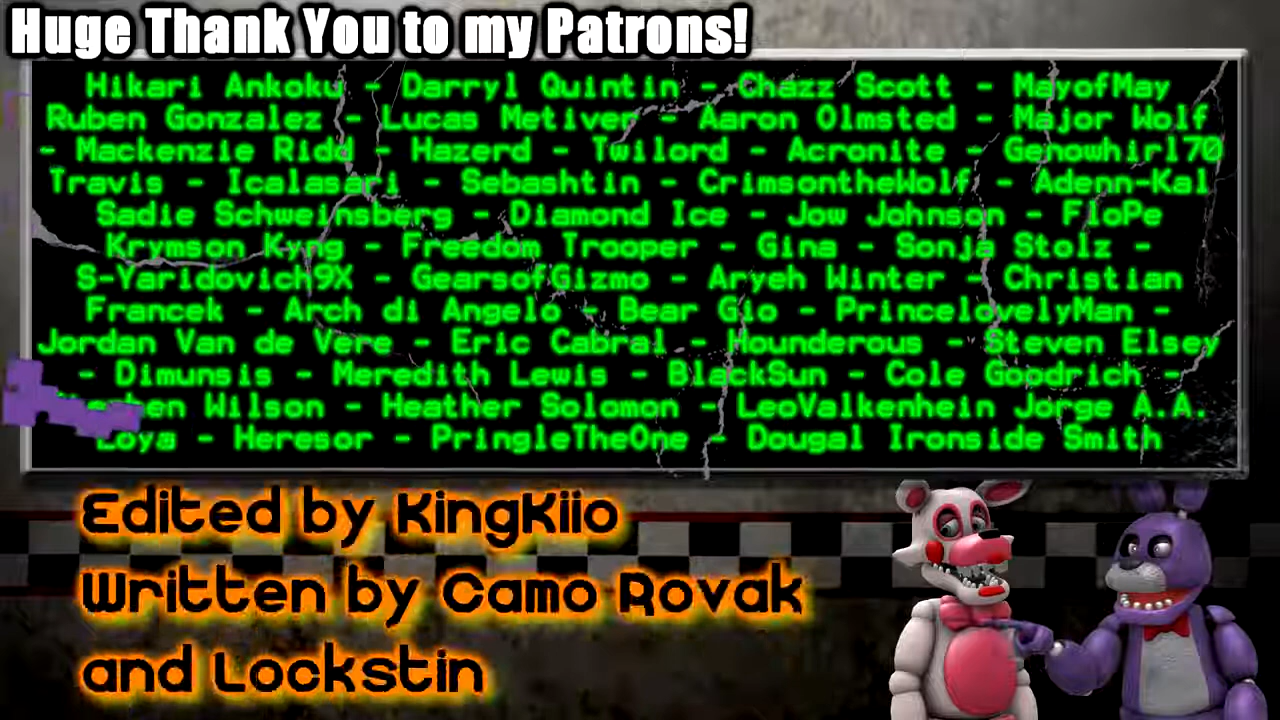 Huge Thank You to my Patrons!
Hikari Ankoku - Darryl Quintin - Chazz Scott - MayofMay
Ruben Gonzalez - Lucas Metiver - Aaron Olmsted - Major Wolf
- Mackenzie Ridd - Hazerd - Twilord - Acronite - Genowhirl70
Travis - Icalasari - Sebashtin - CrimsontheWolf - Adenn-Kal
Sadie Schweinsberg - Diamond Ice - Jow Johnson - FloPe
Krymson Kyng - Freedom Trooper - Gina - Sonja Stolz -
S-Yaridovich9X - GearsofGizmo - Aryeh Winter - Christian
Francek - Arch di Angelo - Bear Gio - PrincelovelyMan -
Jordan Van de Vere - Eric Cabral - Hounderous - Steven Elsey
- Dimunsis - Meredith Lewis - BlackSun - Cole Goodrich -
Wilson - Heather Solomon - LeoValkenhein Jorge A.A.
Loya - Heresor - PringleTheOne - Dougal Ironside Smith
Edited by KingKiio
Written by Camo Rovak
and Lockstin